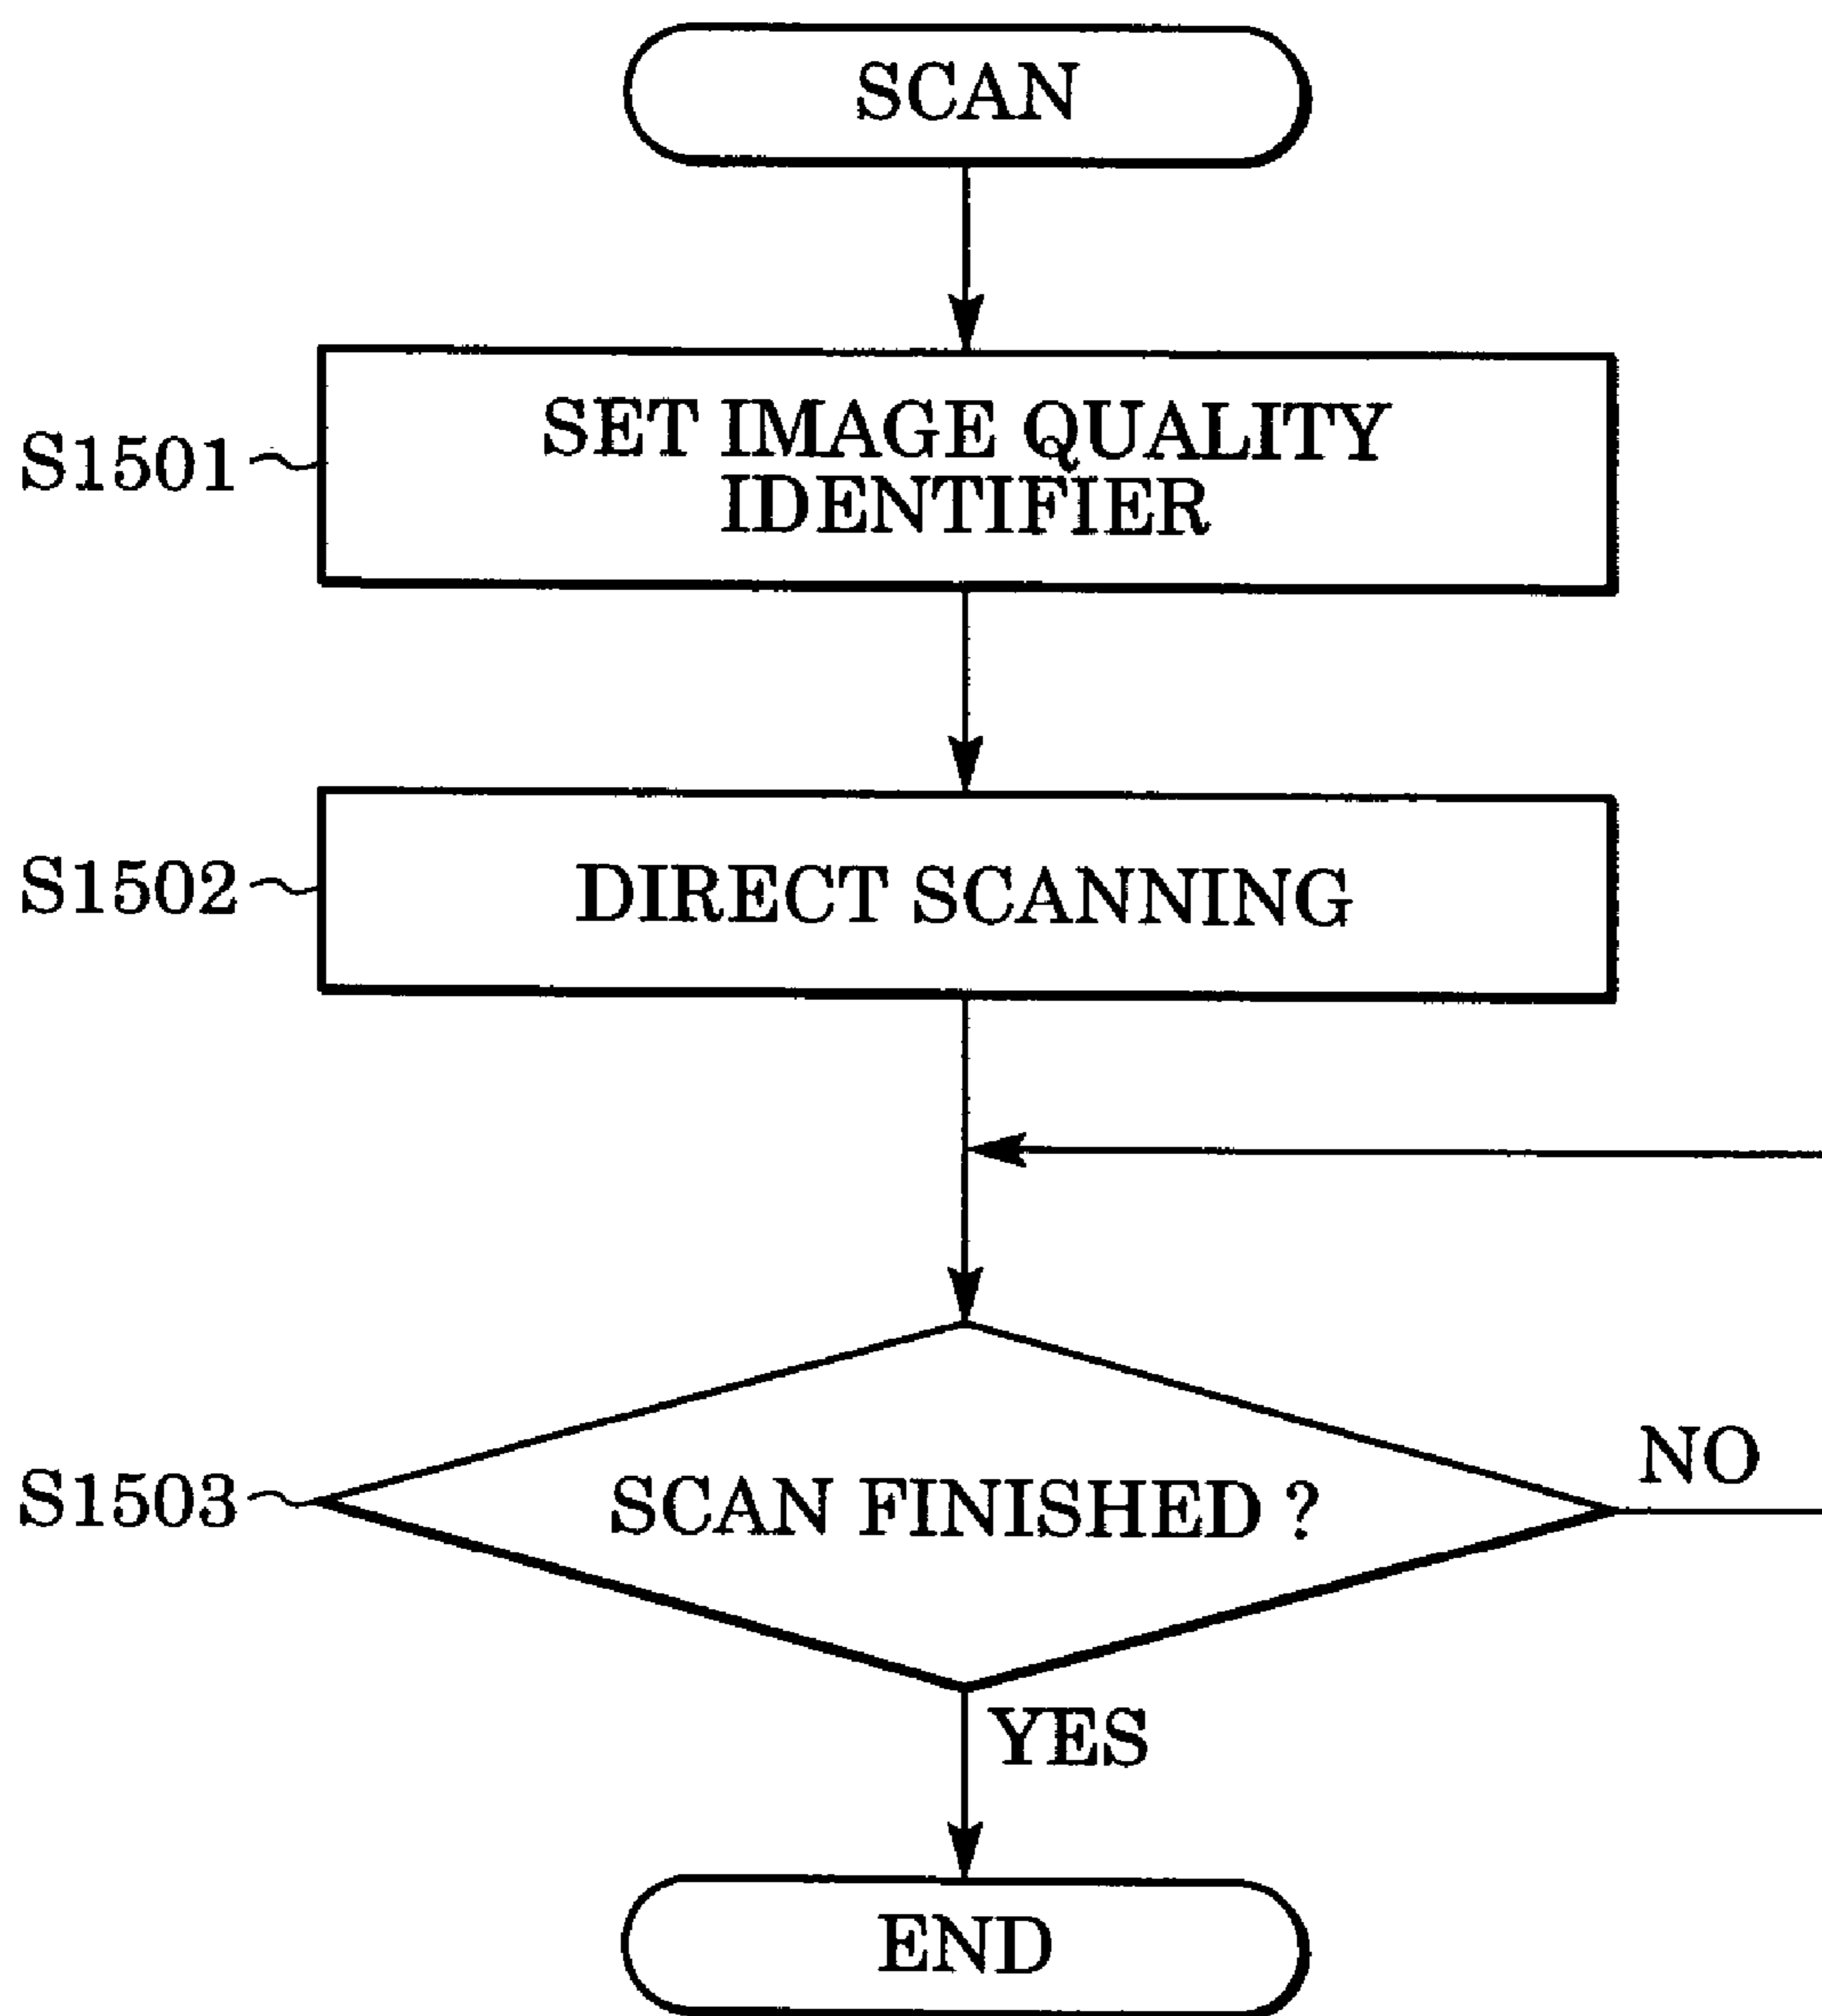 SCAN
S1501
SET IMAGE QUALITY
IDENTIFIER
S1502
DIRECT SCANNING
S1503
SCAN FINISHED ?
NO
YES
END